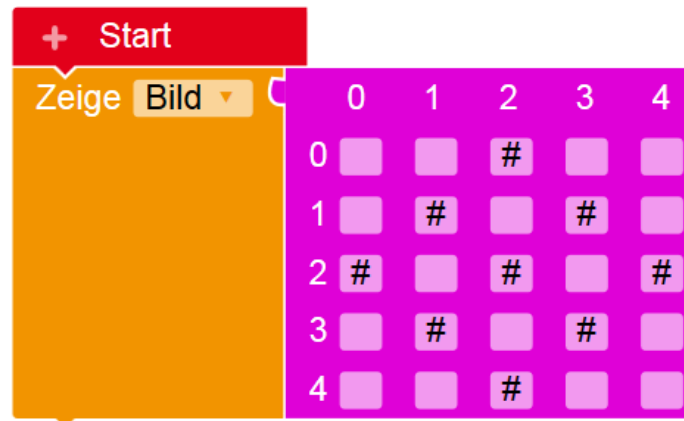 + Start
Zeige Bild
0 1 2 3 4
0 #
1 # #
2 # # #
3 # #
4 #